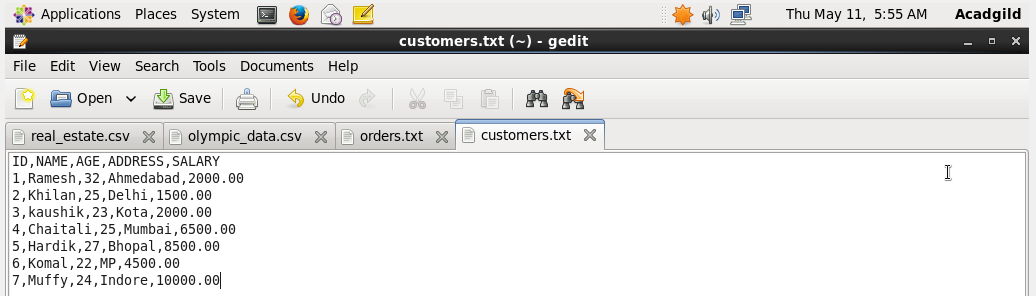 Applications Places System Thu May 11, 5:55 AM Acadgild
customers.txt (~) - gedit
File Edit View Search Tools Documents Help
Open Save Undo
real_estate.csv olympic_data.csv orders.txt customers.txt
ID,NAME,AGE,ADDRESS,SALARY
1,Ramesh,32,Ahmedabad,2000.00
2,Khilan,25,Delhi,1500.00
3,kaushik,23,Kota,2000.00
4,Chaitali,25,Mumbai,6500.00
5,Hardik,27,Bhopal,8500.00
6,Komal,22,MP,4500.00
7,Muffy,24,Indore,10000.00